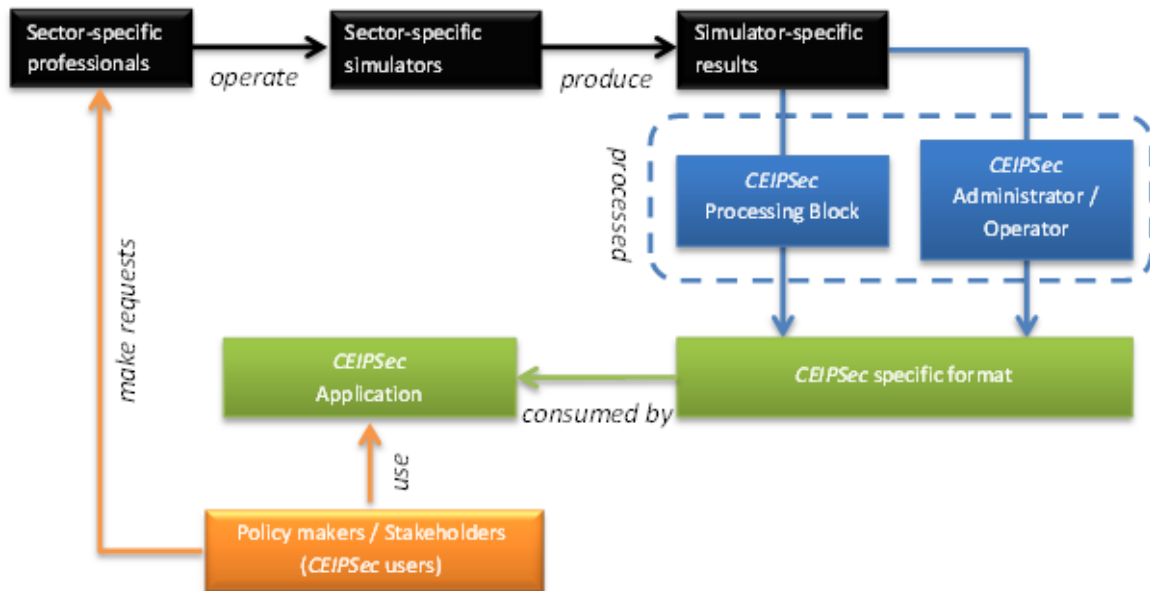 Sector-specific
professionals
operate
Sector-specific
simulators
produce
Simulator-specific
results
processed
CEIPSec
Processing Block
CEIPSec
Administrator /
Operator
make requests
CEIPSec
Application
consumed by
CEIPSec specific format
use
Policy makers / Stakeholders
(CEIPSec users)